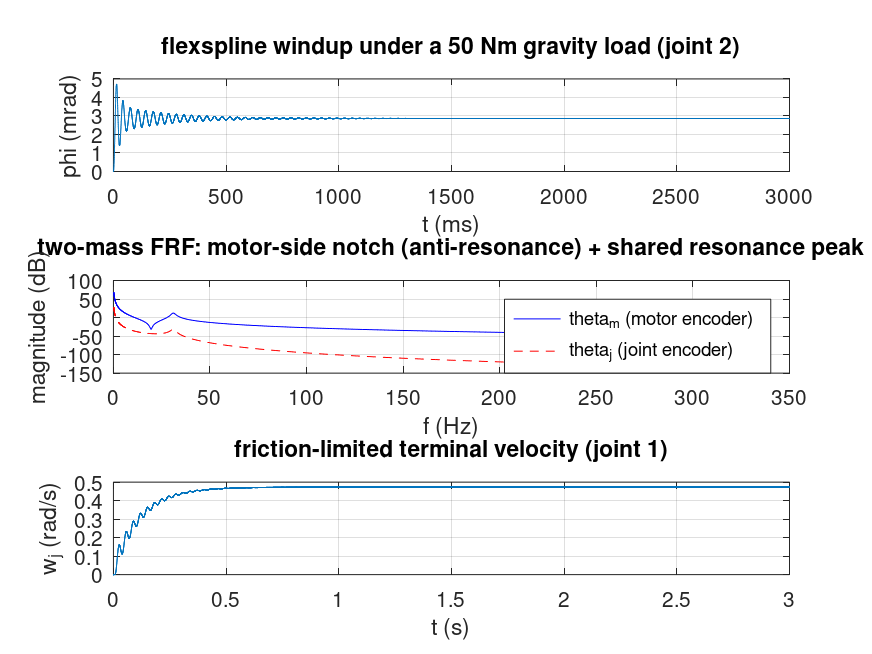 flexspline windup under a 50 Nm gravity load (joint 2)
5
4
3
2
1
0
phi (mrad)
0 500 1000 1500 2000 2500 3000
t (ms)
two-mass FRF: motor-side notch (anti-resonance) + shared resonance peak
100
50
0
-50
-100
-150
magnitude (dB)
theta_m (motor encoder)
theta_j (joint encoder)
0 50 100 150 200 250 300 350
f (Hz)
friction-limited terminal velocity (joint 1)
0.5
0.4
0.3
0.2
0.1
0
w_j (rad/s)
0 0.5 1 1.5 2 2.5 3
t (s)